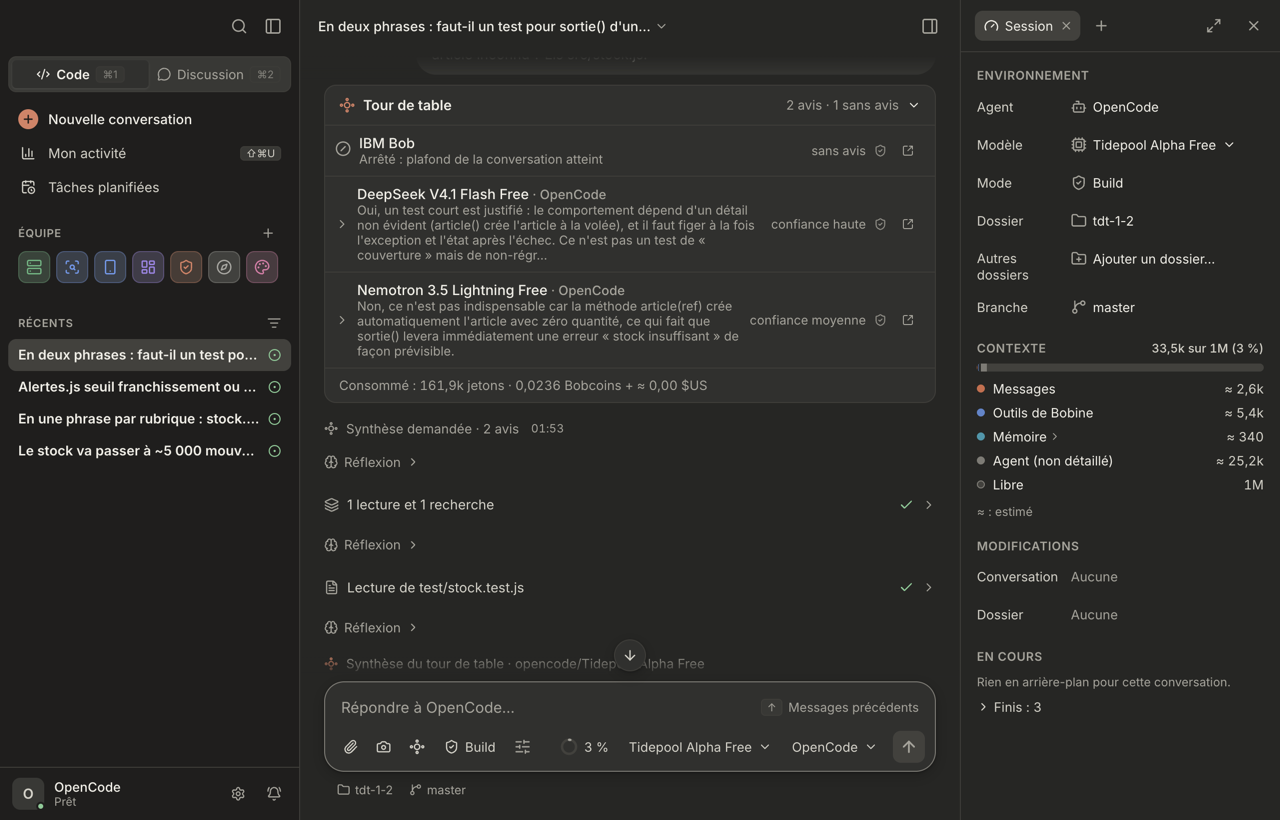 Code ⌘1 Discussion ⌘2
Nouvelle conversation
Mon activité ⇧⌘U
Tâches planifiées
ÉQUIPE
RÉCENTS
En deux phrases : faut-il un test po...
Alertes.js seuil franchissement ou ...
En une phrase par rubrique : stock....
Le stock va passer à ~5 000 mouv...
O
OpenCode
Prêt
En deux phrases : faut-il un test pour sortie() d'un...
Tour de table 2 avis · 1 sans avis
IBM Bob
Arrêté : plafond de la conversation atteint
sans avis
DeepSeek V4.1 Flash Free · OpenCode
Oui, un test court est justifié : le comportement dépend d'un détail
non évident (article() crée l'article à la volée), et il faut figer à la fois
l'exception et l'état après l'échec. Ce n'est pas un test de «
couverture » mais de non-régr...
confiance haute
Nemotron 3.5 Lightning Free · OpenCode
Non, ce n'est pas indispensable car la méthode article(ref) crée
automatiquement l'article avec zéro quantité, ce qui fait que
sortie() levera immédiatement une erreur « stock insuffisant » de
façon prévisible.
confiance moyenne
Consommé : 161,9k jetons · 0,0236 Bobcoins + ≈ 0,00 $US
Synthèse demandée · 2 avis 01:53
Réflexion
1 lecture et 1 recherche
Réflexion
Lecture de test/stock.test.js
Réflexion
Synthèse du tour de table · opencode/Tidep Alpha Free
Répondre à OpenCode...
Messages précédents
Build 3 % Tidepool Alpha Free OpenCode
tdt-1-2 master
Session
ENVIRONNEMENT
Agent OpenCode
Modèle Tidepool Alpha Free
Mode Build
Dossier tdt-1-2
Autres
dossiers
Ajouter un dossier...
Branche master
CONTEXTE 33,5k sur 1M (3 %)
Messages ≈ 2,6k
Outils de Bobine ≈ 5,4k
Mémoire ≈ 340
Agent (non détaillé) ≈ 25,2k
Libre 1M
≈ : estimé
MODIFICATIONS
Conversation Aucune
Dossier Aucune
EN COURS
Rien en arrière-plan pour cette conversation.
Finis : 3